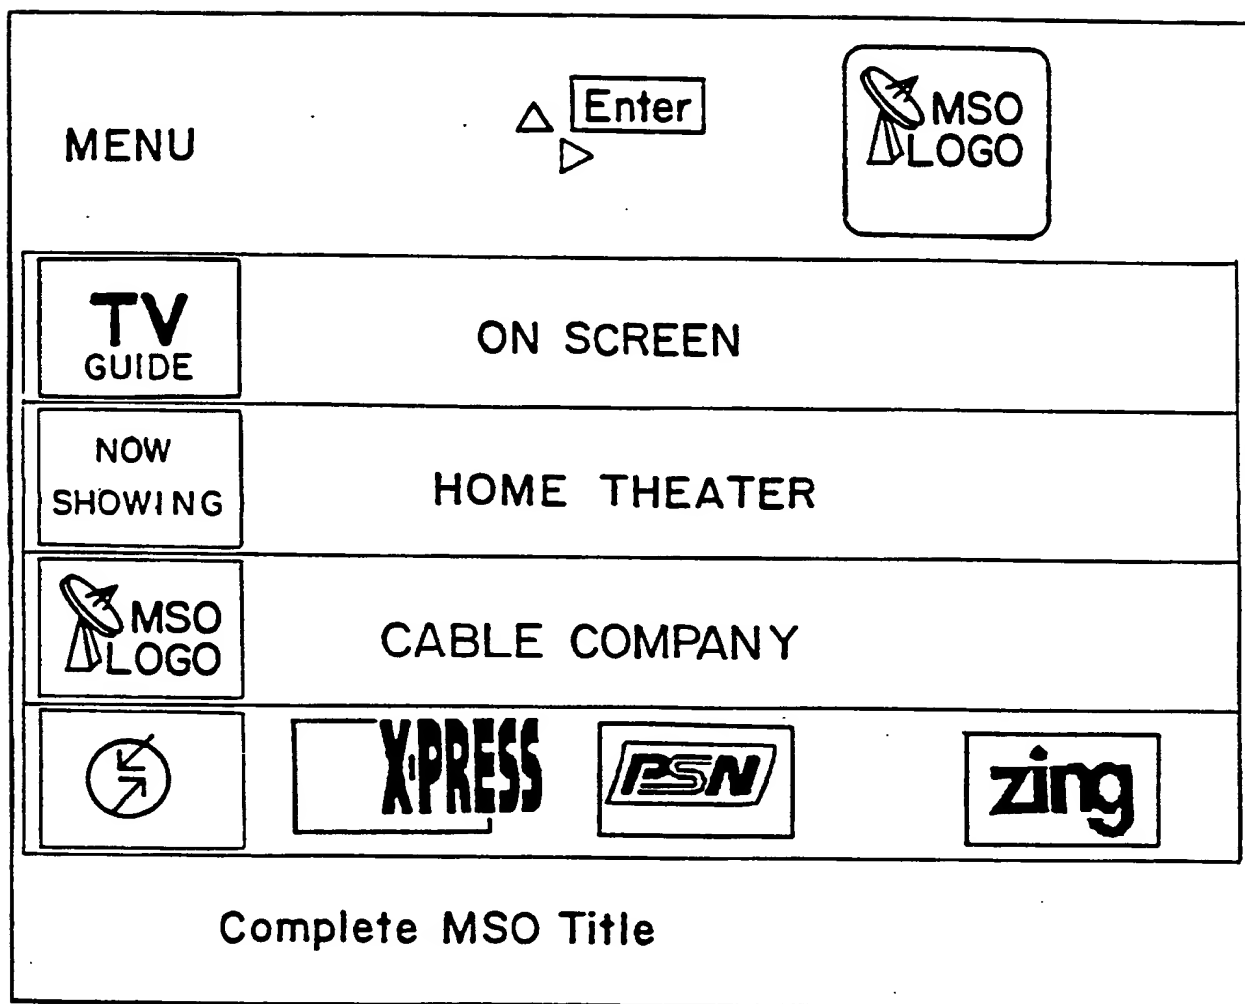 MENU
Enter
MSO
LOGO
TV
GUIDE
ON SCREEN
NOW
SHOWING
HOME THEATER
MSO
LOGO
CABLE COMPANY
X·PRESS
PSN
zing
Complete MSO Title